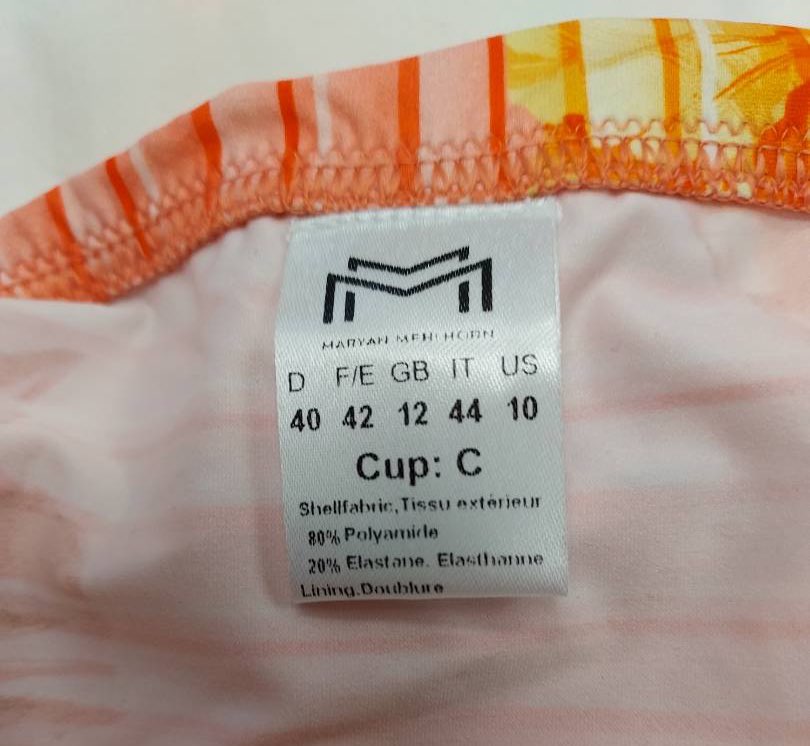 MARYAN MEHLHORN
D F/E GB IT US
40 42 12 44 10
Cup: C
Shellfabric,Tissu extérieur
80% Polyamide
20% Elastane. Elasthanne
Lining.Doublure